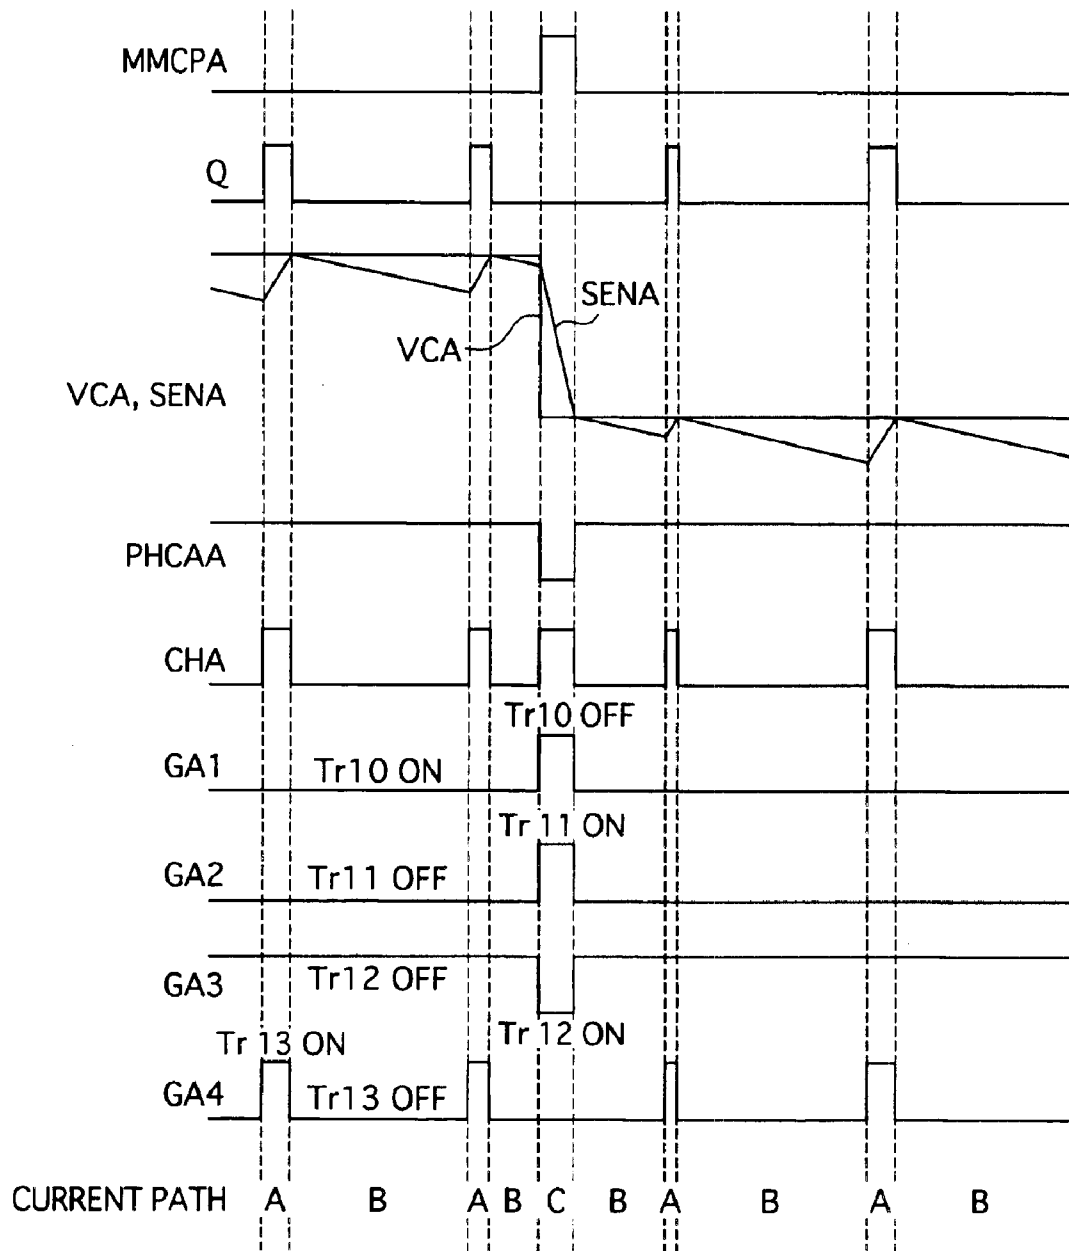 MMCPA
Q
SENA
VCA
VCA, SENA
PHCAA
CHA
Tr10 OFF
GA1
Tr10 ON
Tr 11 ON
GA2
Tr11 OFF
GA3
Tr12 OFF
Tr 12 ON
Tr 13 ON
GA4
Tr13 OFF
CURRENT PATH A B A B C B A B A B